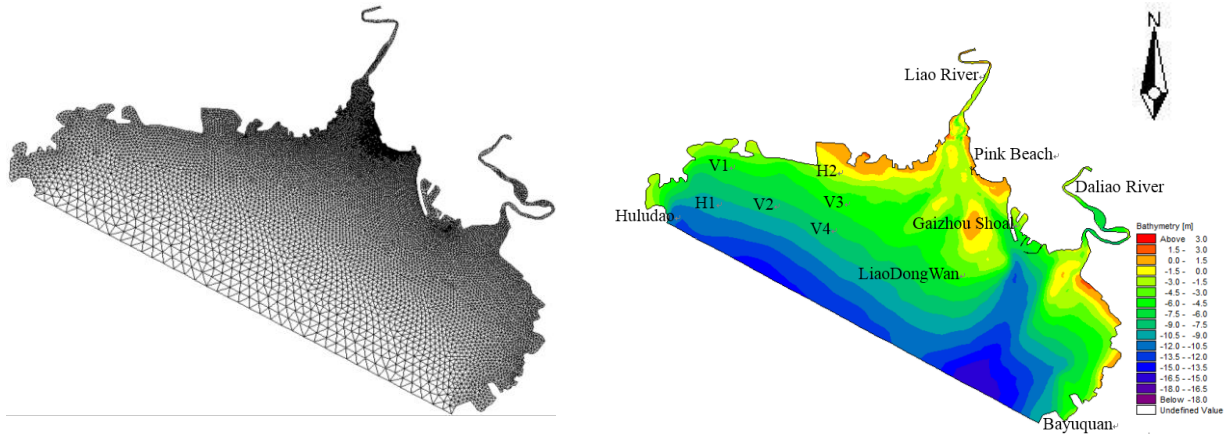 N
Liao River
Pink Beach
V1
H2
Daliao River
H1
V2
V3
Huludao
Gaizhou Shoal
V4
LiaoDongWan
Bayuquan
Bathymetry [m]
Above 3.0
1.5 - 3.0
0.0 - 1.5
-1.5 - 0.0
-3.0 - -1.5
-4.5 - -3.0
-6.0 - -4.5
-7.5 - -6.0
-9.0 - -7.5
-10.5 - -9.0
-12.0 - -10.5
-13.5 - -12.0
-15.0 - -13.5
-16.5 - -15.0
-18.0 - -16.5
Below -18.0
Undefined Value